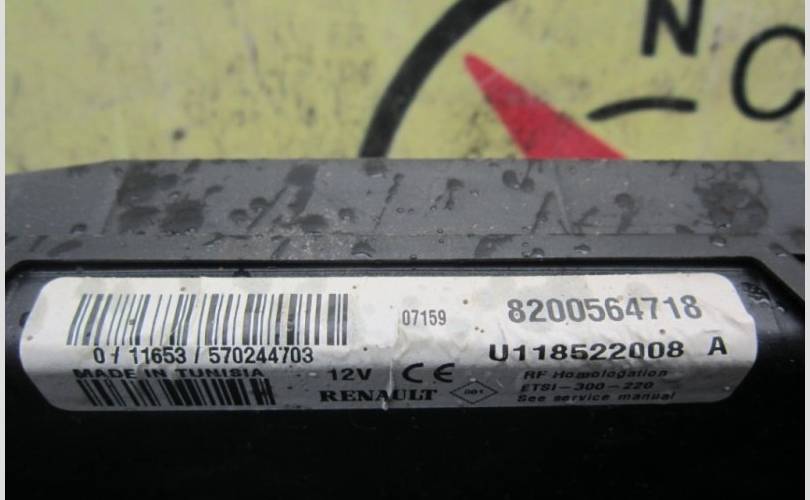 N
C
07159
8200564718
0/11653/570244703
U118522008 A
MADE IN TUNISIA
12V
CE
RF Homologation
RENAULT
001
ETSI-300-220
See service manual